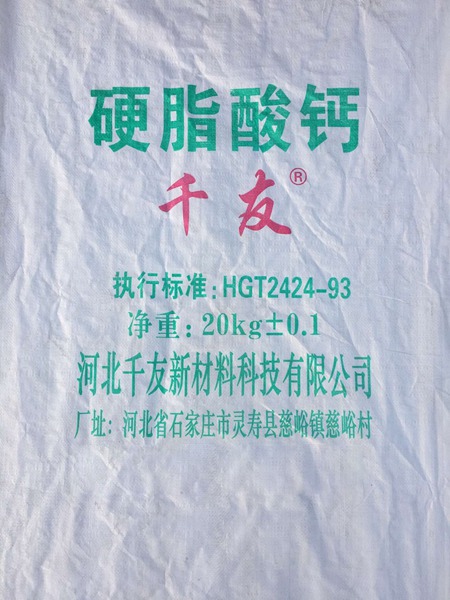 硬脂酸钙
千友®
执行标准:HGT2424-93
净重:20kg±0.1
河北千友新材料科技有限公司
厂址:河北省石家庄市灵寿县慈峪镇慈峪村